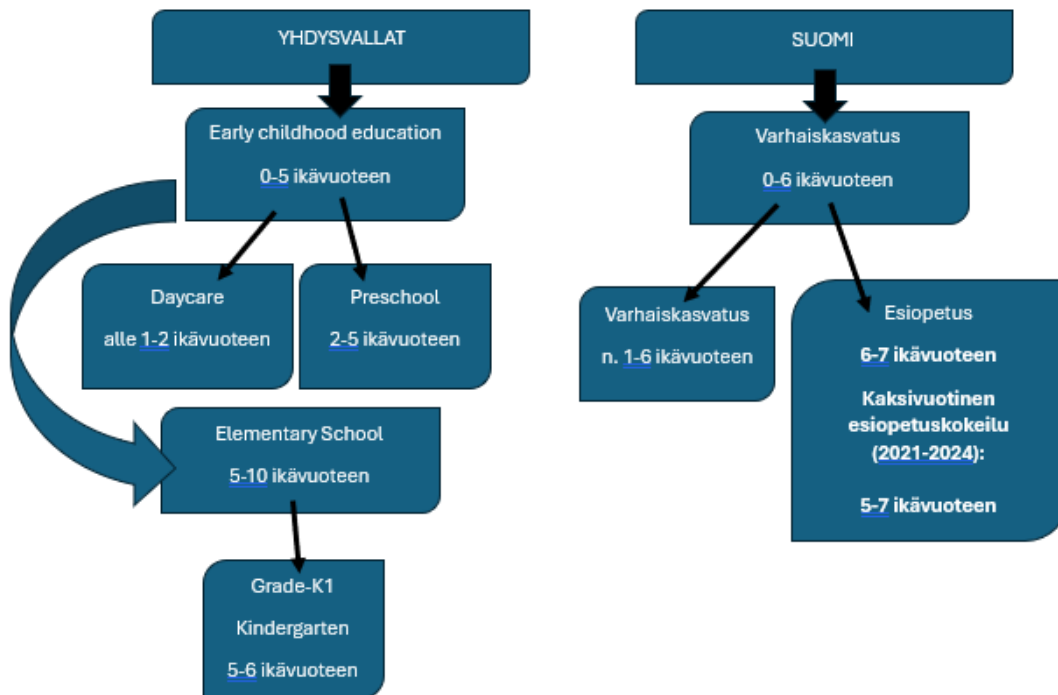 YHDYSVALLAT
Early childhood education
0-5 ikävuoteen
Daycare
alle 1-2 ikävuoteen
Preschool
2-5 ikävuoteen
Elementary School
5-10 ikävuoteen
Grade-K1
Kindergarten
5-6 ikävuoteen
SUOMI
Varhaiskasvatus
0-6 ikävuoteen
Varhaiskasvatus
n. 1-6 ikävuoteen
Esiopetus
6-7 ikävuoteen
Kaksivuotinen
esiopetuskokeilu
(2021-2024):
5-7 ikävuoteen